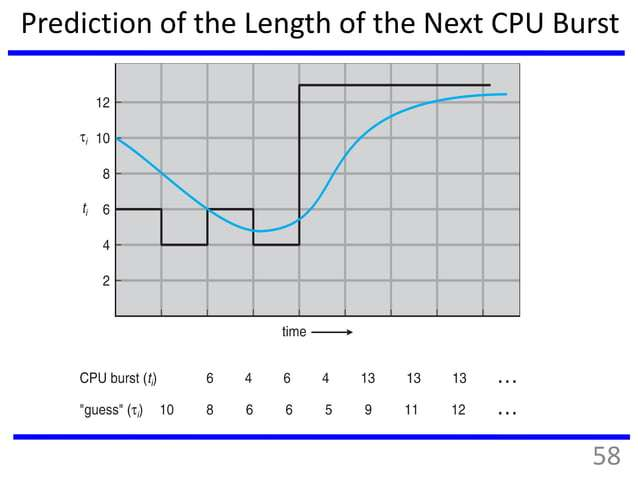 Prediction of the Length of the Next CPU Burst
12
τi 10
8
ti 6
4
2
time
CPU burst (ti) 6 4 6 4 13 13 13 ...
"guess" (τi) 10 8 6 6 5 9 11 12 ...
58